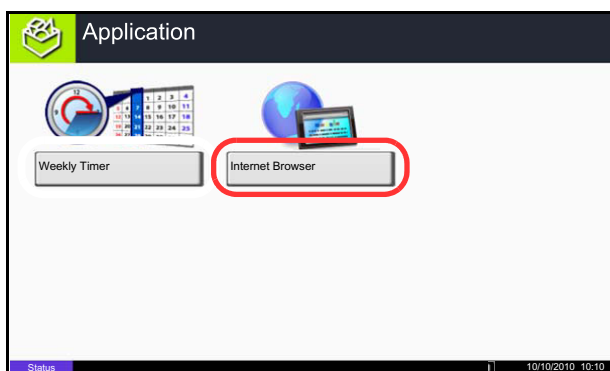 Application
Weekly Timer
Internet Browser
Status
10/10/2010 10:10